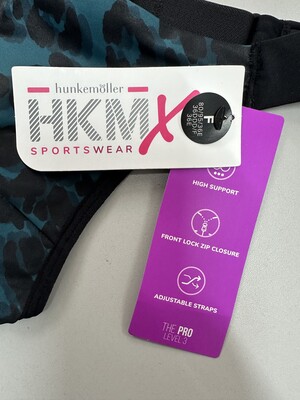 hunkemöller
HKMX
SPORTSWEAR
F
HIGH SUPPORT
FRONT LOCK ZIP CLOSURE
ADJUSTABLE STRAPS
THE PRO
LEVEL 3